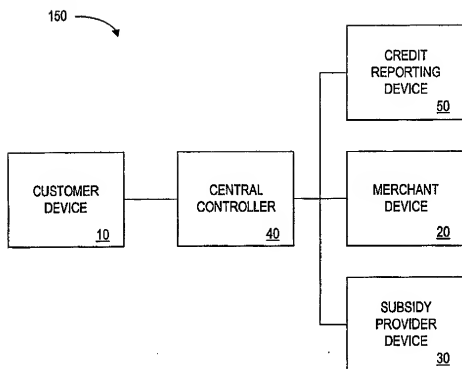 150
CREDIT
REPORTING
DEVICE
50
CUSTOMER
DEVICE
10
CENTRAL
CONTROLLER
40
MERCHANT
DEVICE
20
SUBSIDY
PROVIDER
DEVICE
30